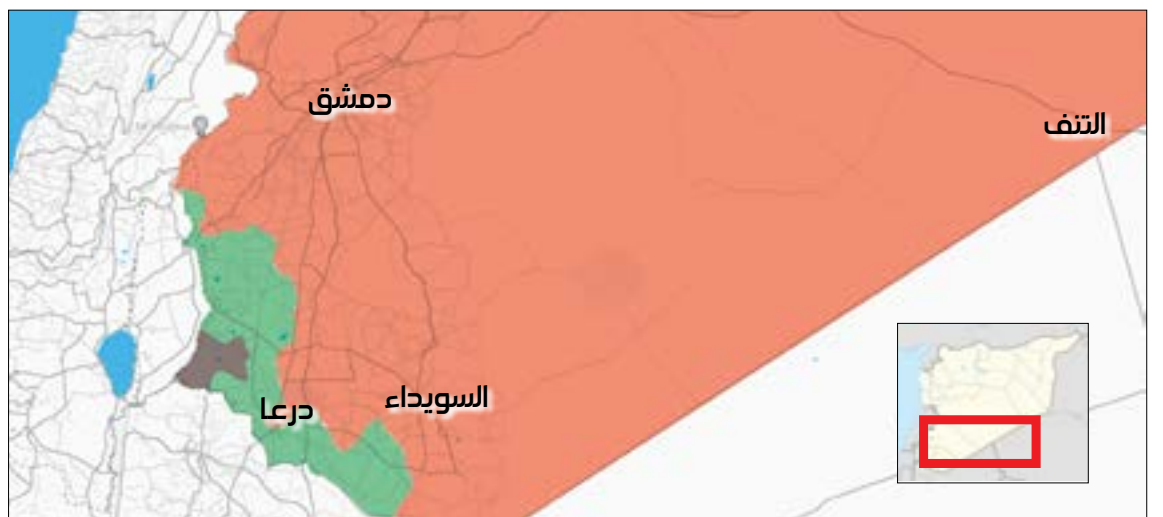 دمشق
التنف
السويداء
درعا